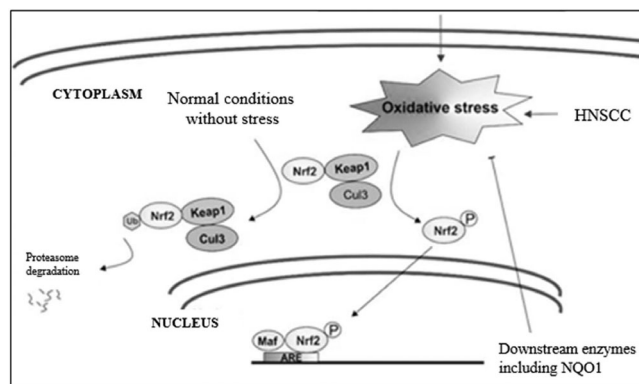 CYTOPLASM
Normal conditions
without stress
Oxidative stress
HNSCC
Nrf2
Keap1
Cul3
Ub
Nrf2
Keap1
Cul3
Nrf2
P
Proteasome
degradation
NUCLEUS
Maf
Nrf2
P
ARE
Downstream enzymes
including NQO1